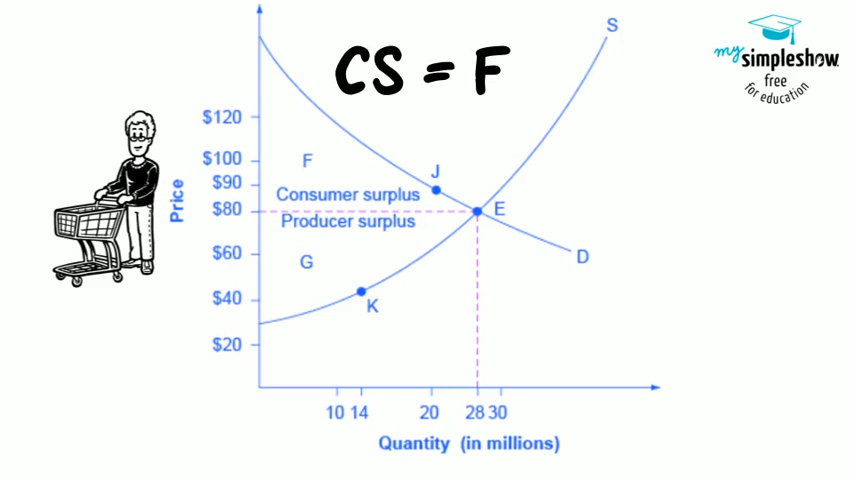 CS = F
my
simpleshow
free
for education
S
$120
$100
$90
$80
$60
$40
$20
Price
F
J
Consumer surplus
E
Producer surplus
G
D
K
10 14 20 28 30
Quantity (in millions)